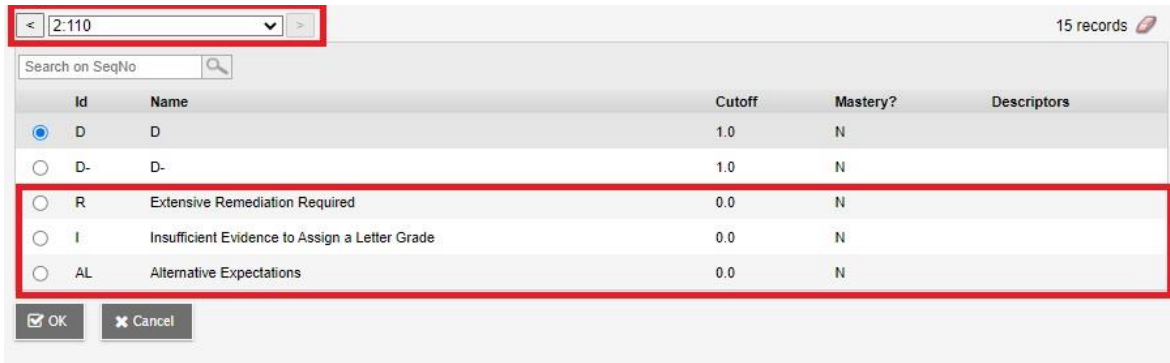 < 2:110 > 15 records
Search on SeqNo
Id Name Cutoff Mastery? Descriptors
D D 1.0 N
D- D- 1.0 N
R Extensive Remediation Required 0.0 N
I Insufficient Evidence to Assign a Letter Grade 0.0 N
AL Alternative Expectations 0.0 N
OK Cancel